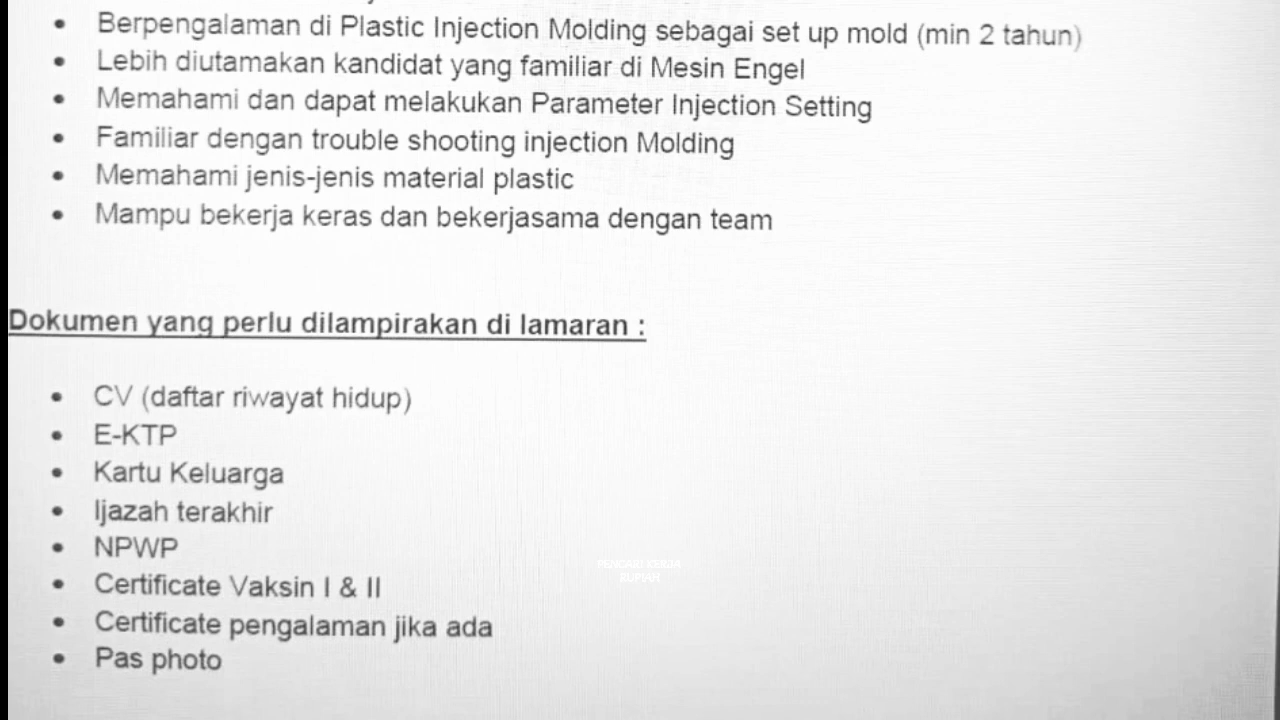 Berpengalaman di Plastic Injection Molding sebagai set up mold (min 2 tahun)
Lebih diutamakan kandidat yang familiar di Mesin Engel
Memahami dan dapat melakukan Parameter Injection Setting
Familiar dengan trouble shooting injection Molding
Memahami jenis-jenis material plastic
Mampu bekerja keras dan bekerjasama dengan team
Dokumen yang perlu dilampirakan di lamaran :
CV (daftar riwayat hidup)
E-KTP
Kartu Keluarga
Ijazah terakhir
NPWP
Certificate Vaksin I & II
Certificate pengalaman jika ada
Pas photo